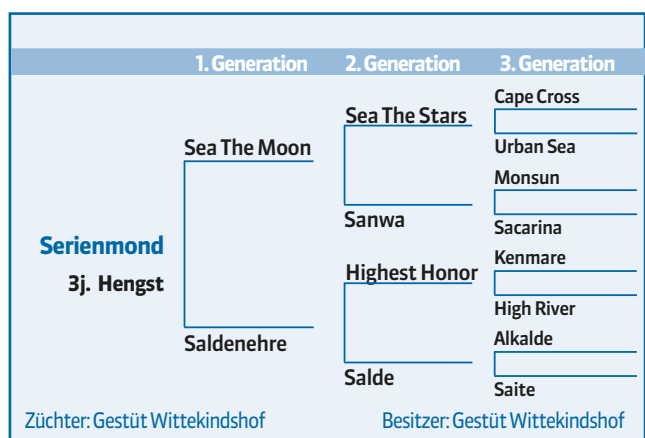 1. Generation 2. Generation 3. Generation
Cape Cross
Sea The Stars
Urban Sea
Sea The Moon
Monsun
Sanwa
Sacarina
Serienmond
Kenmare
Highest Honor
3j. Hengst
High River
Saldenehre
Alkalde
Salde
Saite
Züchter: Gestüt Wittekindshof Besitzer: Gestüt Wittekindshof